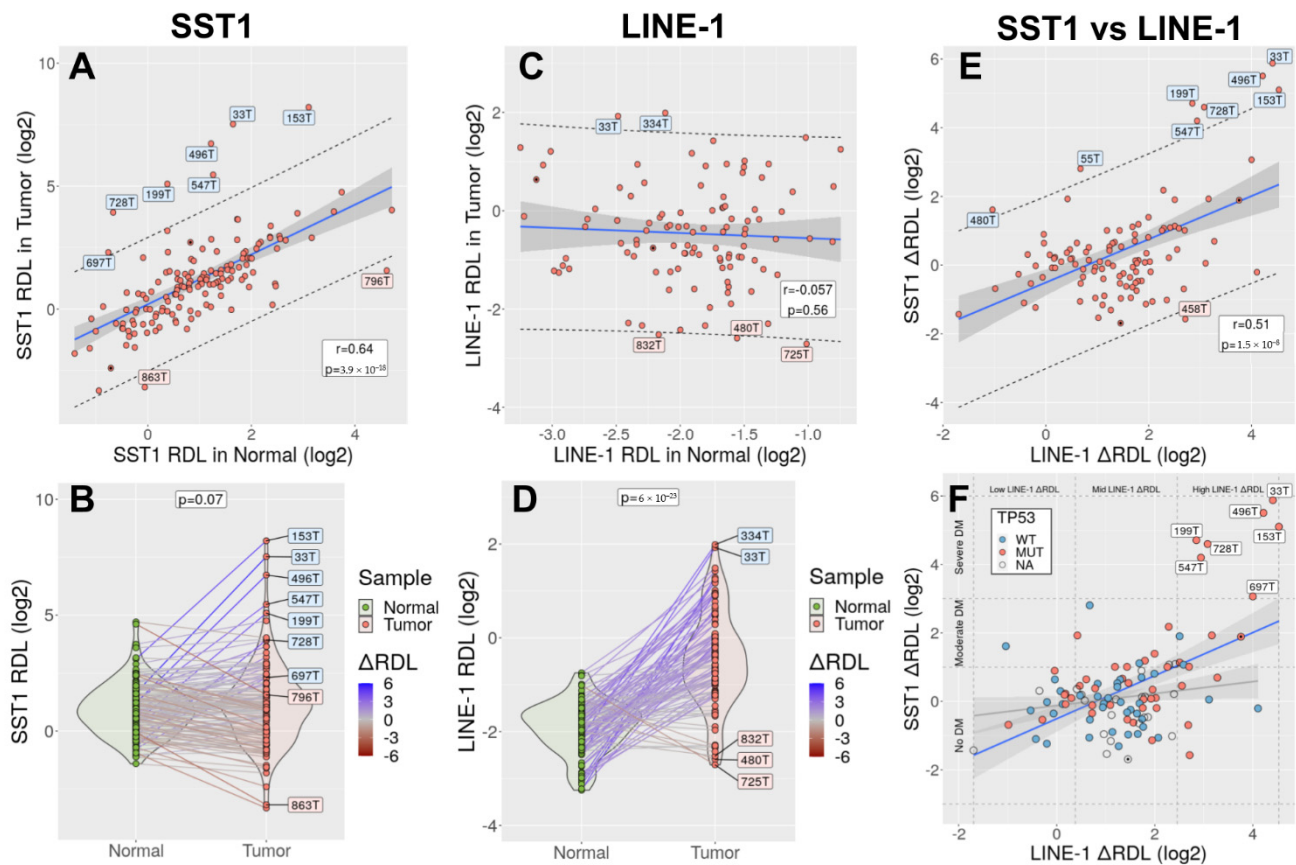 SST1
LINE-1
SST1 vs LINE-1
A
10
5
0
SST1 RDL in Tumor (log2)
33T
153T
496T
547T
199T
728T
697T
796T
863T
r=0.64
p=3.9 × 10⁻¹⁶
0
2
4
SST1 RDL in Normal (log2)
C
2
0
-2
-4
LINE-1 RDL in Tumor (log2)
33T
334T
r=-0.057
p=0.56
480T
832T
725T
-3.0
-2.5
-2.0
-1.5
-1.0
LINE-1 RDL in Normal (log2)
E
6
4
2
0
-2
-4
SST1 ΔRDL (log2)
33T
496T
199T
153T
728T
547T
55T
480T
458T
r=0.51
p=1.5 × 10⁻⁸
-2
0
2
4
LINE-1 ΔRDL (log2)
B
p=0.07
10
5
0
SST1 RDL (log2)
153T
33T
496T
547T
199T
728T
697T
796T
863T
Normal
Tumor
Sample
Normal
Tumor
ΔRDL
6
3
0
-3
-6
D
p=6 × 10⁻²³
2
0
-2
-4
LINE-1 RDL (log2)
334T
33T
832T
480T
725T
Normal
Tumor
Sample
Normal
Tumor
ΔRDL
6
3
0
-3
-6
F
Low LINE-1 ΔRDL
Mid LINE-1 ΔRDL
High LINE-1 ΔRDL
6
4
2
0
-2
SST1 ΔRDL (log2)
Severe DM
Moderate DM
No DM
TP53
WT
MUT
NA
33T
496T
199T
153T
728T
547T
697T
-2
0
2
4
LINE-1 ΔRDL (log2)